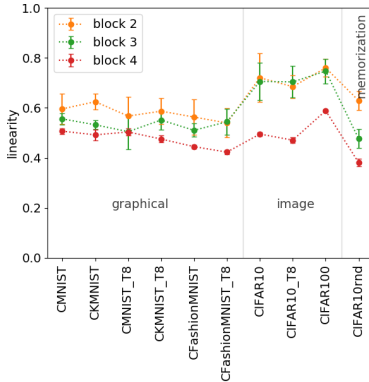 1.0
0.8
0.6
0.4
0.2
0.0
linearity
block 2
block 3
block 4
graphical
image
memorization
CMNIST
CKMNIST
CMNIST_T8
CKMNIST_T8
CFashionMNIST
CFashionMNIST_T8
CIFAR10
CIFAR10_T8
CIFAR100
CIFAR10rnd